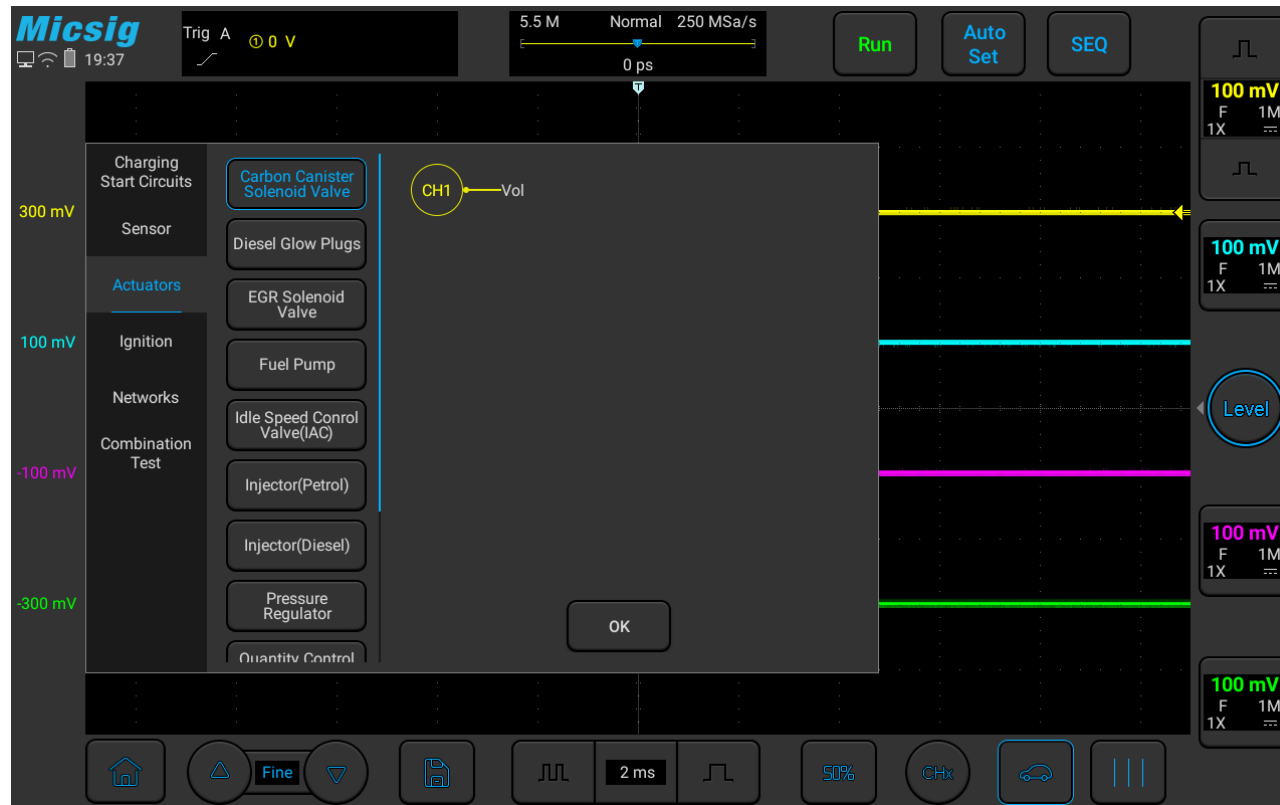 Micsig
19:37
Trig A ① 0 V
5.5 M Normal 250 MSa/s
0 ps
Run
Auto
Set
SEQ
T
100 mV
F 1M
1X
Charging
Start Circuits
Sensor
Actuators
Ignition
Networks
Combination
Test
Carbon Canister
Solenoid Valve
Diesel Glow Plugs
EGR Solenoid
Valve
Fuel Pump
Idle Speed Conrol
Valve(IAC)
Injector(Petrol)
Injector(Diesel)
Pressure
Regulator
Quantity Control
CH1 Vol
OK
300 mV
100 mV
-100 mV
-300 mV
100 mV
F 1M
1X
Level
100 mV
F 1M
1X
100 mV
F 1M
1X
Fine
2 ms
50%
CHx